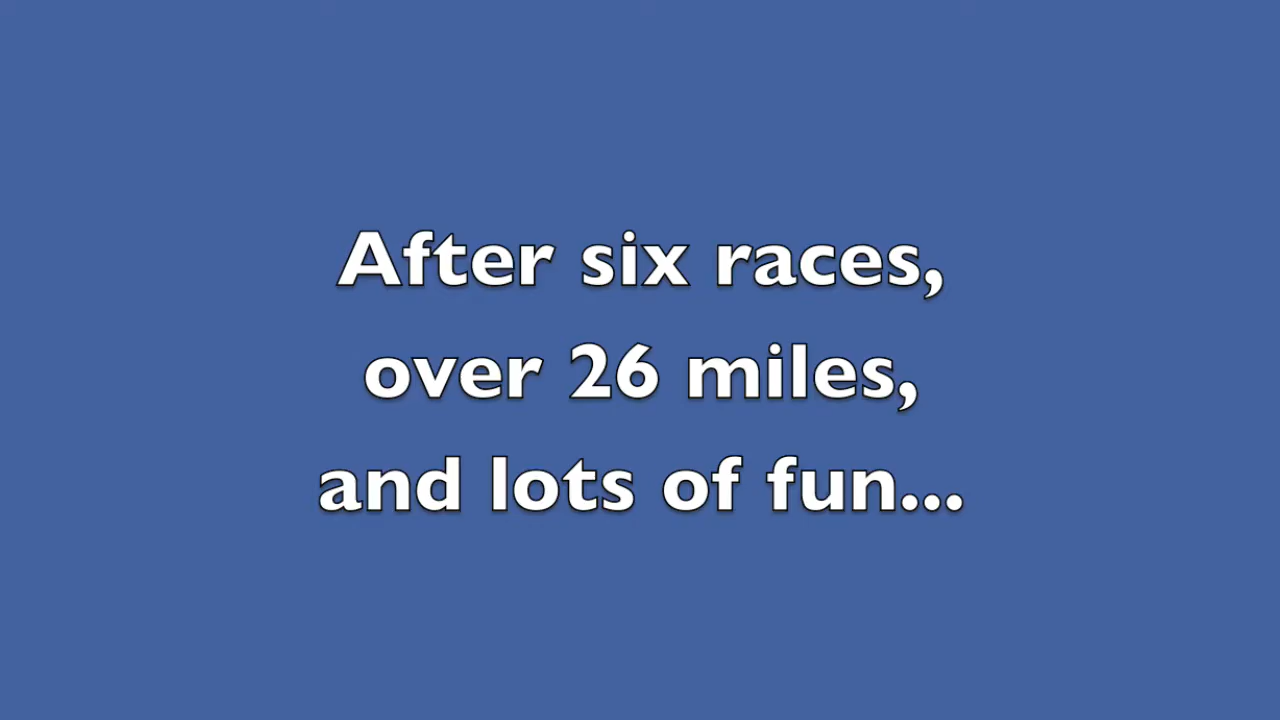 After six races,
over 26 miles,
and lots of fun...